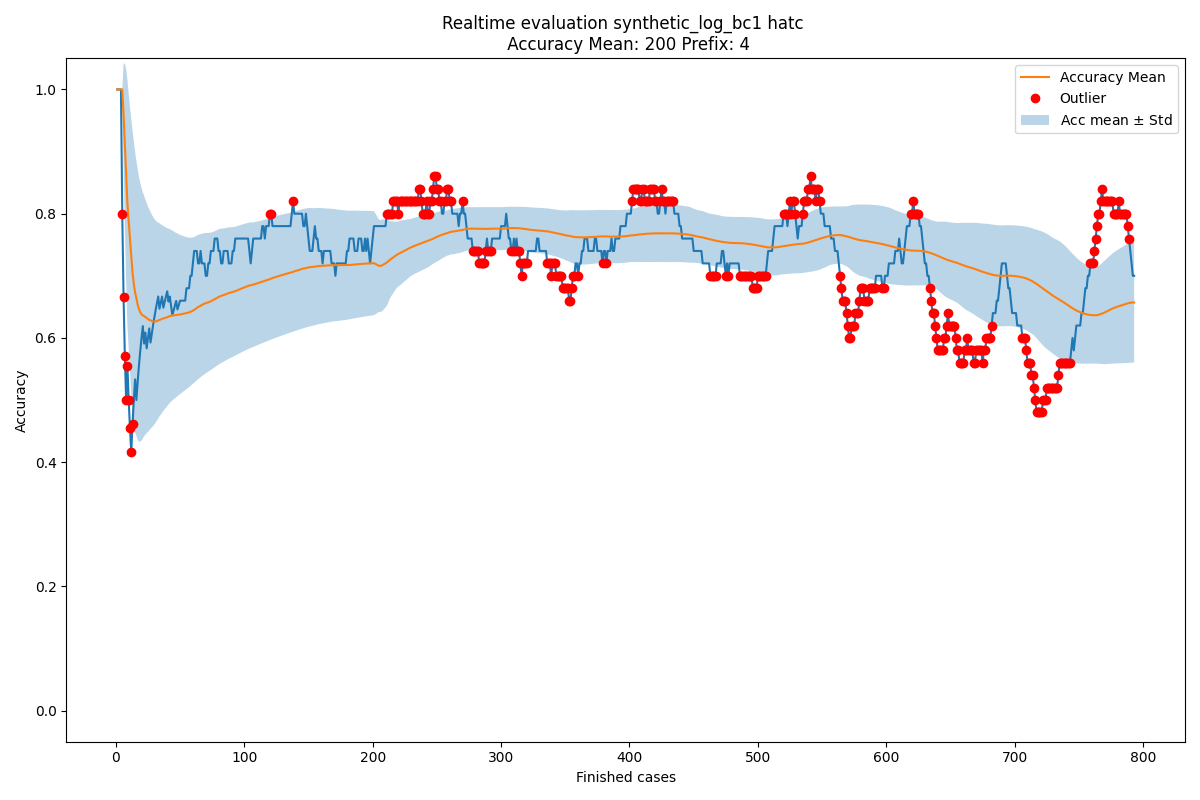 Realtime evaluation synthetic_log_bc1 hatc
Accuracy Mean: 200 Prefix: 4
Accuracy Mean
Outlier
Acc mean ± Std
Accuracy
1.0
0.8
0.6
0.4
0.2
0.0
0 100 200 300 400 500 600 700 800
Finished cases